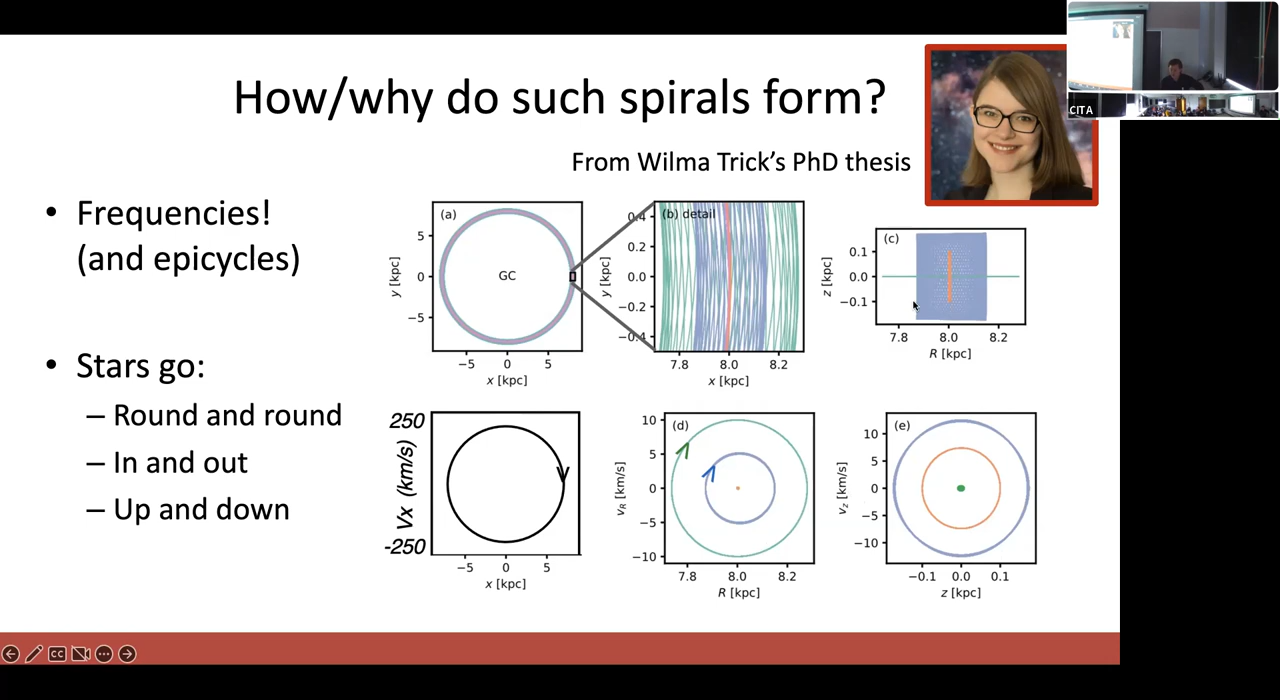 How/why do such spirals form?
CITA
From Wilma Trick's PhD thesis
• Frequencies!
(and epicycles)
• Stars go:
– Round and round
– In and out
– Up and down
(a)
GC
y [kpc]
5
0
−5
−5 0 5
x [kpc]
(b) detail
y [kpc]
0.4
0.2
0.0
−0.2
−0.4
7.8 8.0 8.2
x [kpc]
(c)
z [kpc]
0.1
0.0
−0.1
7.8 8.0 8.2
R [kpc]
250
Vx (km/s)
-250
−5 0 5
x [kpc]
(d)
vR [km/s]
10
5
0
−5
−10
7.8 8.0 8.2
R [kpc]
(e)
vz [km/s]
10
5
0
−5
−10
−0.1 0.0 0.1
z [kpc]
CC